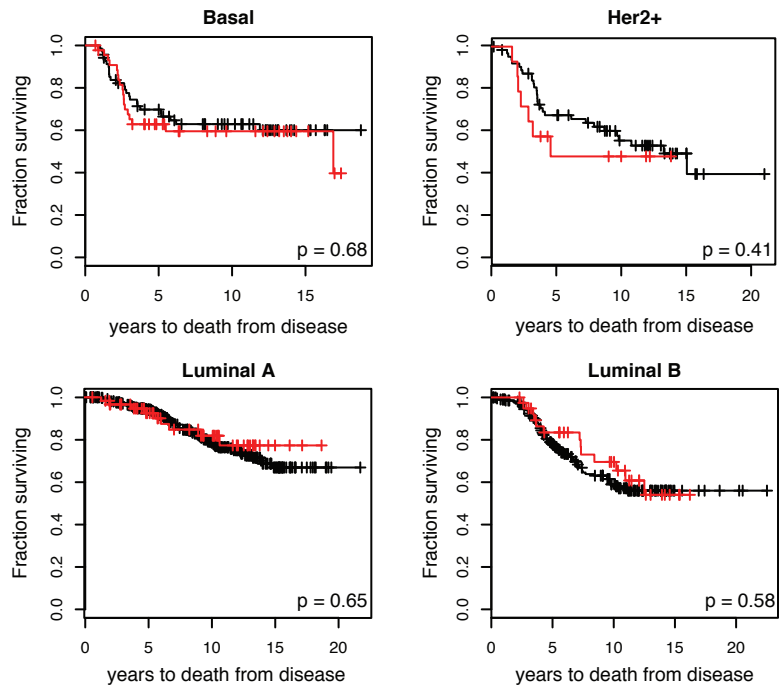 Basal
Fraction surviving
1.0
0.8
0.6
0.4
0.2
0.0
p = 0.68
0 5 10 15
years to death from disease
Her2+
Fraction surviving
1.0
0.8
0.6
0.4
0.2
0.0
p = 0.41
0 5 10 15 20
years to death from disease
Luminal A
Fraction surviving
1.0
0.8
0.6
0.4
0.2
0.0
p = 0.65
0 5 10 15 20
years to death from disease
Luminal B
Fraction surviving
1.0
0.8
0.6
0.4
0.2
0.0
p = 0.58
0 5 10 15 20
years to death from disease